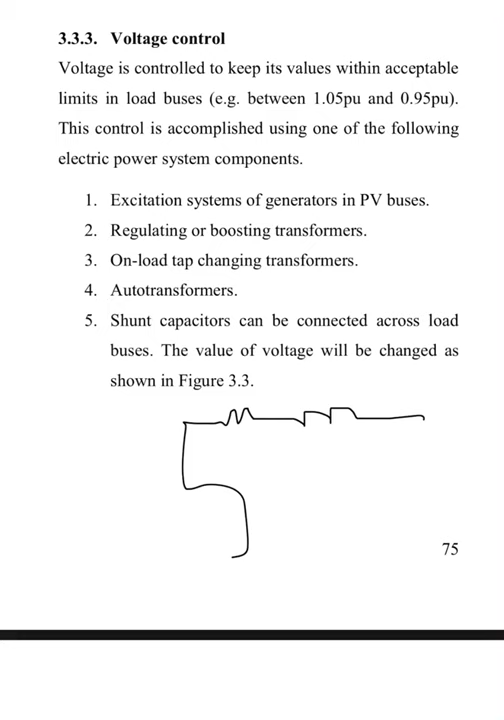 3.3.3. Voltage control
Voltage is controlled to keep its values within acceptable
limits in load buses (e.g. between 1.05pu and 0.95pu).
This control is accomplished using one of the following
electric power system components.
1. Excitation systems of generators in PV buses.
2. Regulating or boosting transformers.
3. On-load tap changing transformers.
4. Autotransformers.
5. Shunt capacitors can be connected across load
buses. The value of voltage will be changed as
shown in Figure 3.3.
75